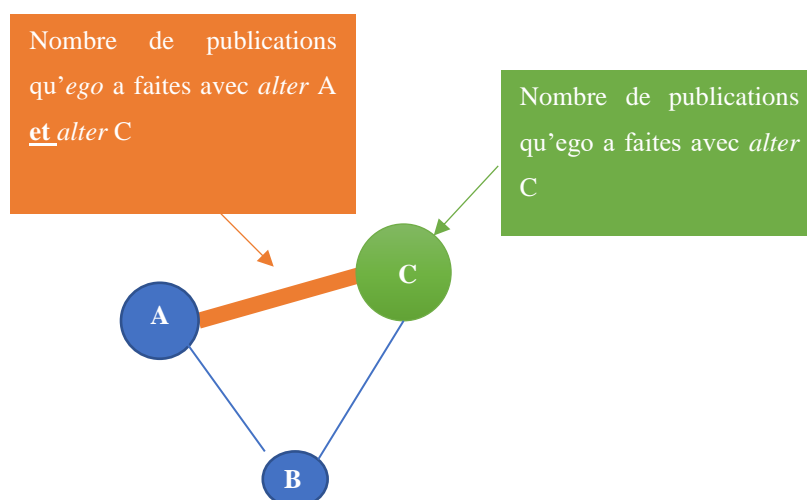 Nombre de publications
qu’ego a faites avec alter A
et alter C
Nombre de publications
qu’ego a faites avec alter
C
C
A
B